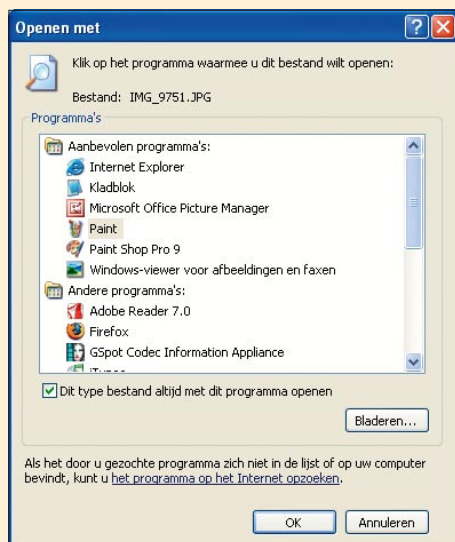 Openen met
Klik op het programma waarmee u dit bestand wilt openen:
Bestand: IMG_9751.JPG
Programma's
Aanbevolen programma's:
Internet Explorer
Kladblok
Microsoft Office Picture Manager
Paint
Paint Shop Pro 9
Windows-viewer voor afbeeldingen en faxen
Andere programma's:
Adobe Reader 7.0
Firefox
GSpot Codec Information Appliance
Dit type bestand altijd met dit programma openen
Bladeren...
Als het door u gezochte programma zich niet in de lijst of op uw computer
bevindt, kunt u het programma op het Internet opzoeken.
OK
Annuleren